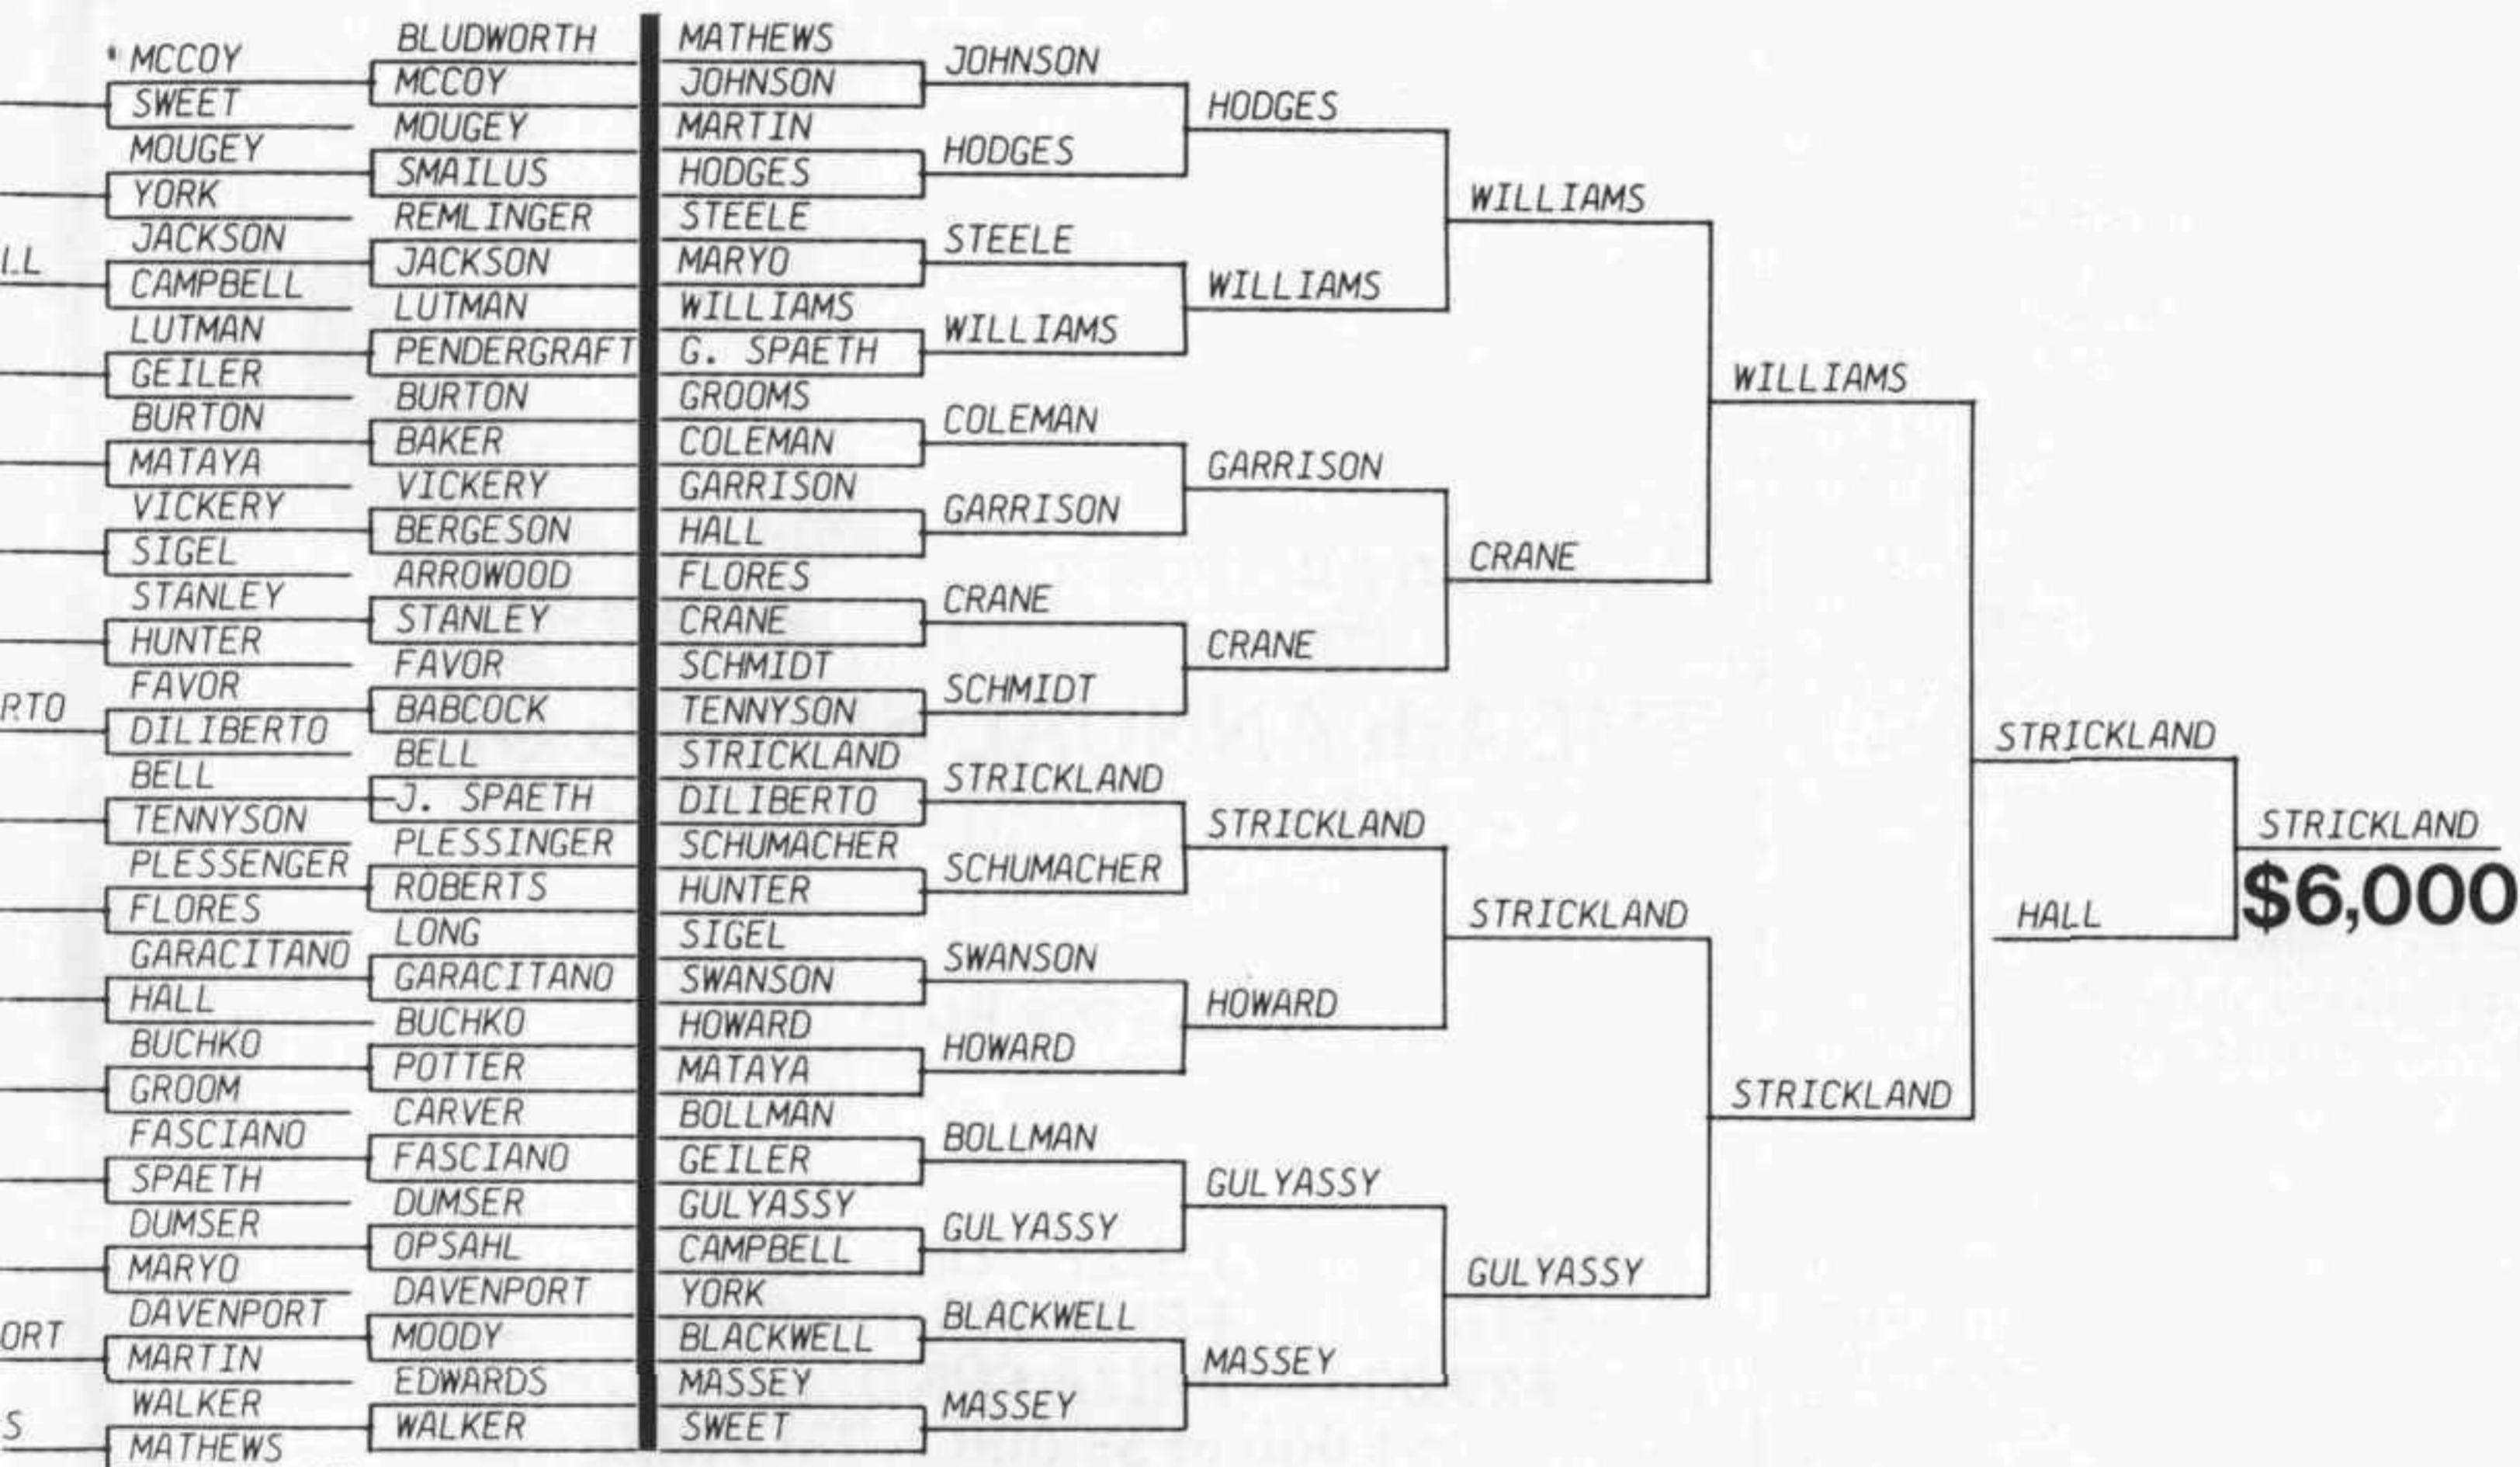 BLUDWORTH MATHEWS
MCCOY JOHNSON
MCCOY JOHNSON
SWEET HODGES
MOUGEY MARTIN
MOUGEY HODGES
SMAILUS HODGES
YORK WILLIAMS
REMLINGER STEELE
JACKSON STEELE
LL JACKSON MARYO
CAMPBELL WILLIAMS
LUTMAN WILLIAMS
LUTMAN WILLIAMS
PENDERGRAFT G. SPAETH
GEILER WILLIAMS
BURTON GROOMS
BURTON COLEMAN
BAKER COLEMAN
MATAYA GARRISON
VICKERY GARRISON
VICKERY GARRISON
BERGESON HALL
SIGEL CRANE
ARROWOOD FLORES
STANLEY CRANE
STANLEY CRANE
HUNTER CRANE
FAVOR SCHMIDT
FAVOR SCHMIDT
RTO BABCOCK TENNYSON
DILIBERTO STRICKLAND
BELL STRICKLAND
BELL STRICKLAND
J. SPAETH DILIBERTO
TENNYSON STRICKLAND STRICKLAND
PLESSINGER SCHUMACHER
PLESSENGER SCHUMACHER
ROBERTS HUNTER $6,000
FLORES STRICKLAND HALL
LONG SIGEL
GARACITANO SWANSON
GARACITANO SWANSON
HALL HOWARD
BUCHKO HOWARD
BUCHKO HOWARD
POTTER MATAYA
GROOM STRICKLAND
CARVER BOLLMAN
FASCIANO BOLLMAN
FASCIANO GEILER
SPAETH GULYASSY
DUMSER GULYASSY
DUMSER GULYASSY
OPSAHL CAMPBELL
MARYO GULYASSY
DAVENPORT YORK
DAVENPORT BLACKWELL
ORT MOODY BLACKWELL
MARTIN MASSEY
EDWARDS MASSEY
WALKER MASSEY
S WALKER SWEET
MATHEWS